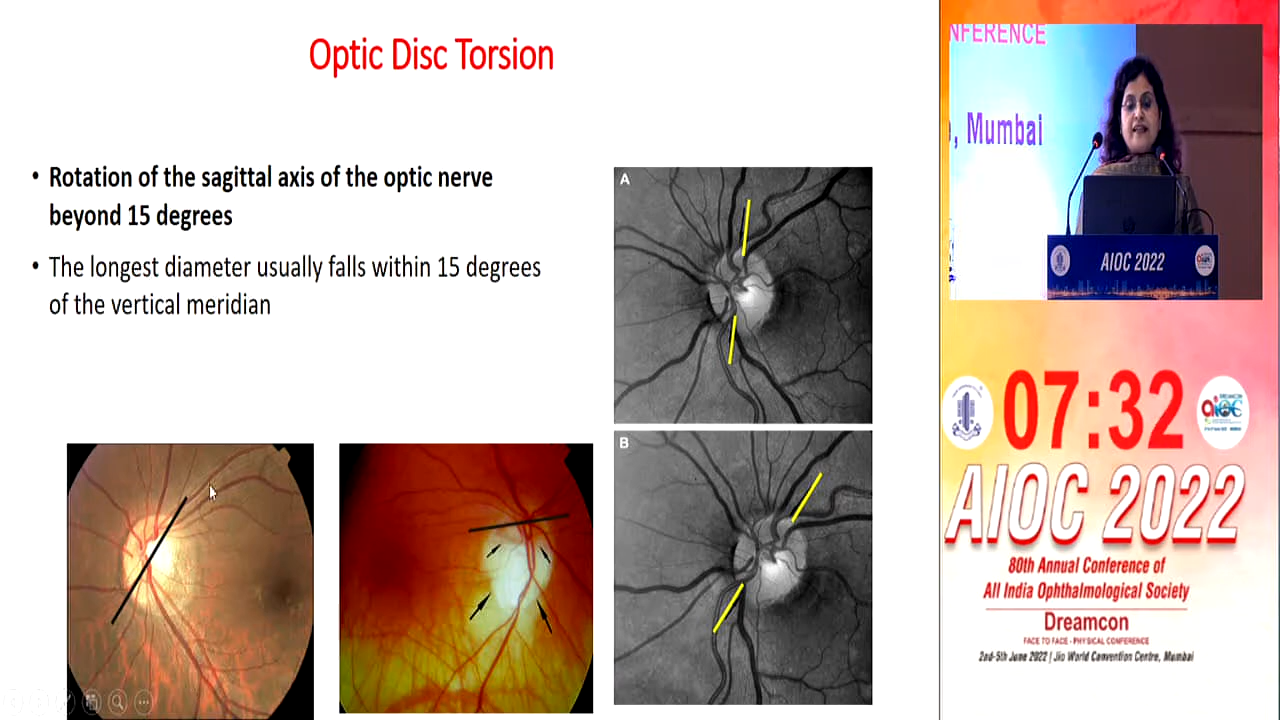 Optic Disc Torsion
• Rotation of the sagittal axis of the optic nerve
beyond 15 degrees
• The longest diameter usually falls within 15 degrees
of the vertical meridian
A
B
NFERENCE
, Mumbai
AIOC 2022
07:32
AIOC 2022
80th Annual Conference of
All India Ophthalmological Society
Dreamcon
FACE TO FACE - PHYSICAL CONFERENCE
2nd-5th June 2022 | Jio World Convention Centre, Mumbai